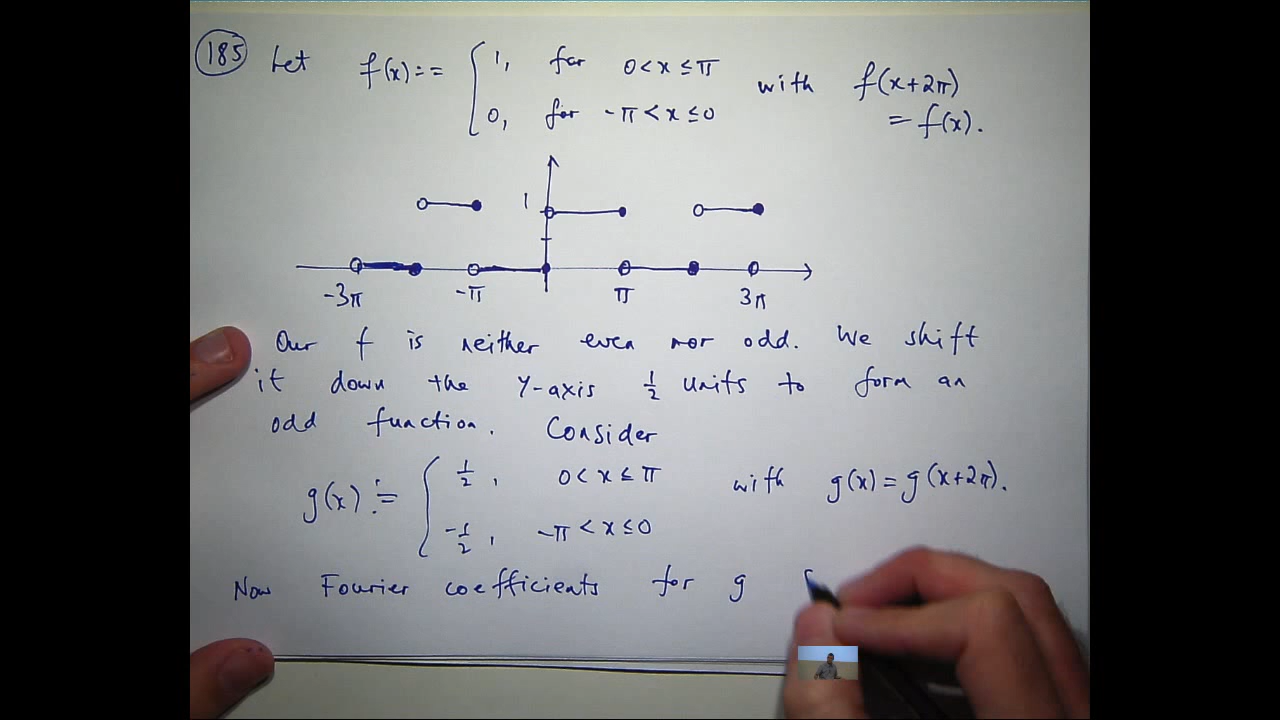 185 Let f(x) := { 1, for 0 < x ≤ π with f(x+2π)
0, for -π < x ≤ 0 = f(x).
1
-3π -π π 3π
Our f is neither even nor odd. We shift
it down the y-axis 1/2 units to form an
odd function. Consider
g(x) := { 1/2, 0 < x ≤ π with g(x) = g(x+2π).
-1/2, -π < x ≤ 0
Now Fourier coefficients for g